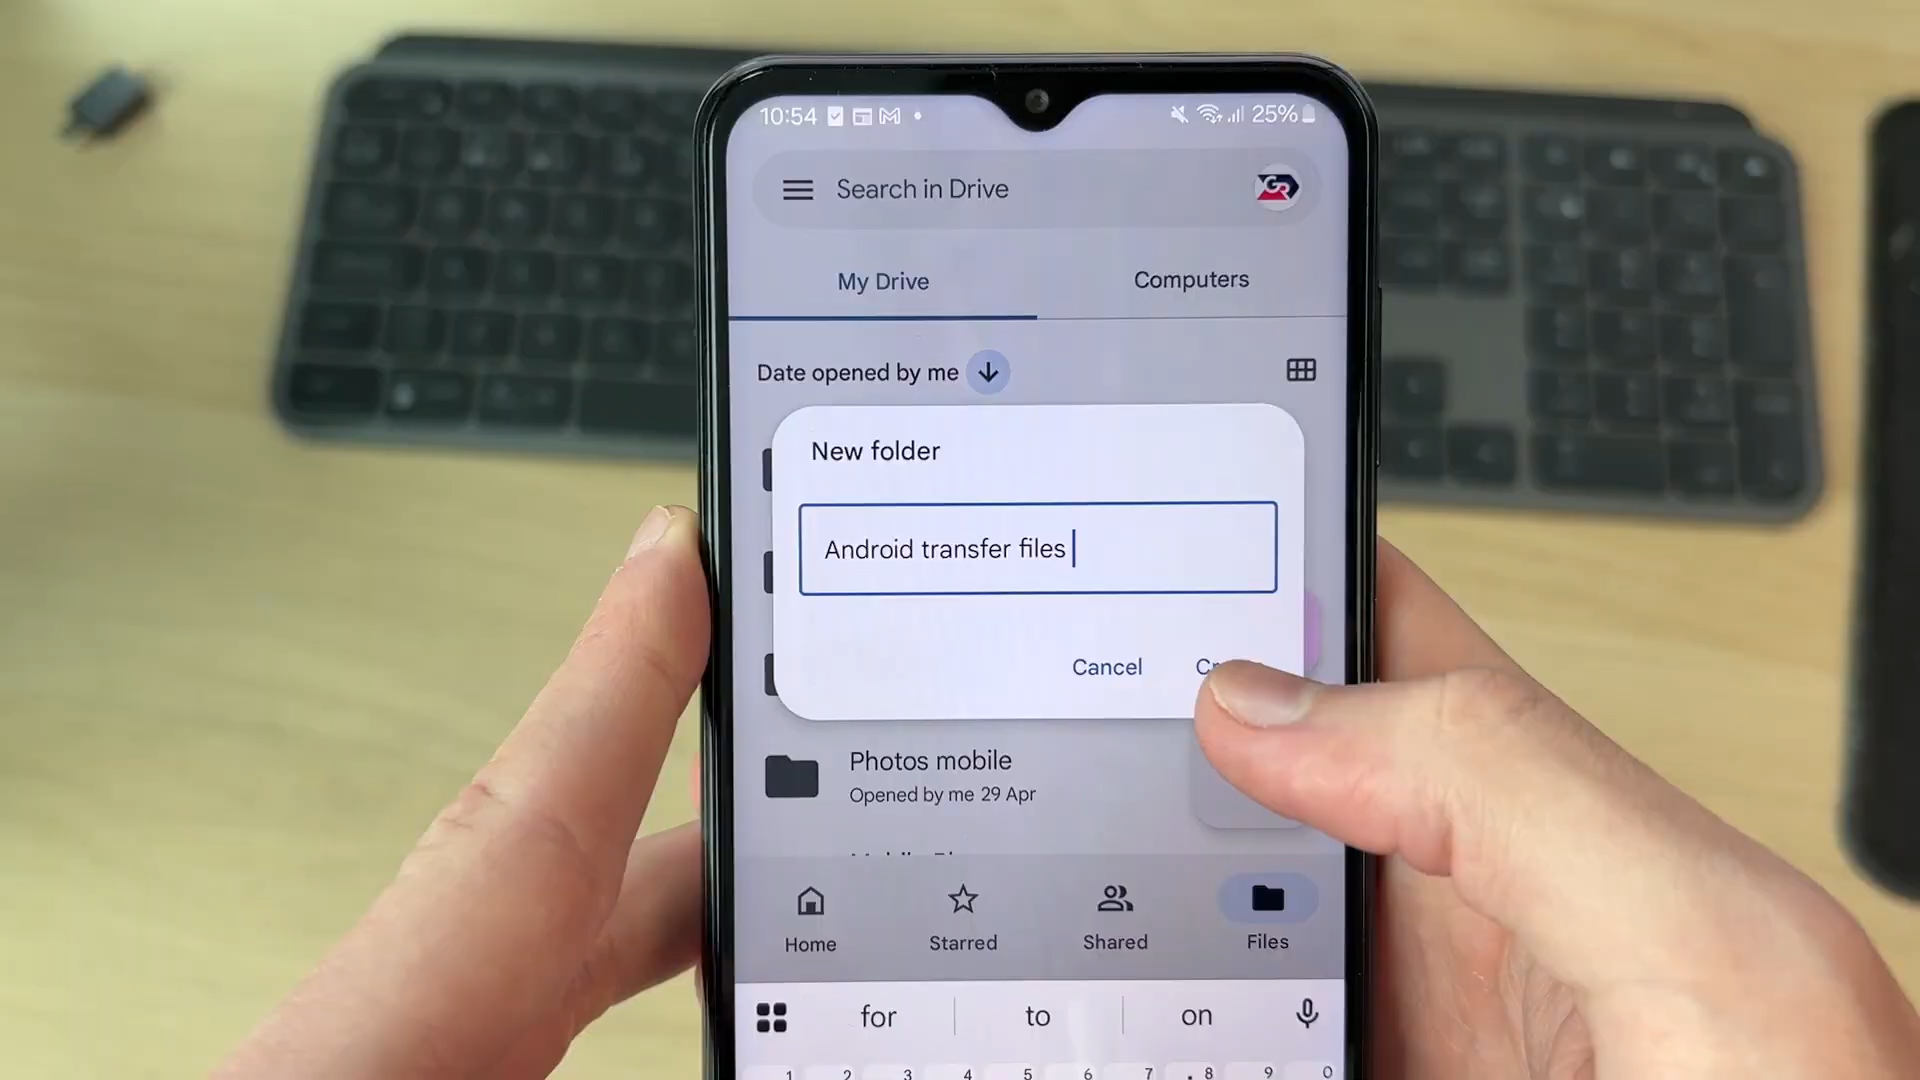 10:54 25%
Search in Drive
My Drive Computers
Date opened by me
New folder
Android transfer files
Cancel
Photos mobile
Opened by me 29 Apr
Home Starred Shared Files
for to on
1 2 3 4 5 6 7 8 9 0